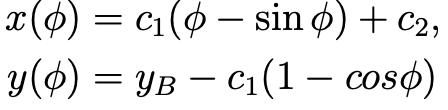 x(ϕ) = c₁(ϕ − sin ϕ) + c₂,
y(ϕ) = y_B − c₁(1 − cosϕ)